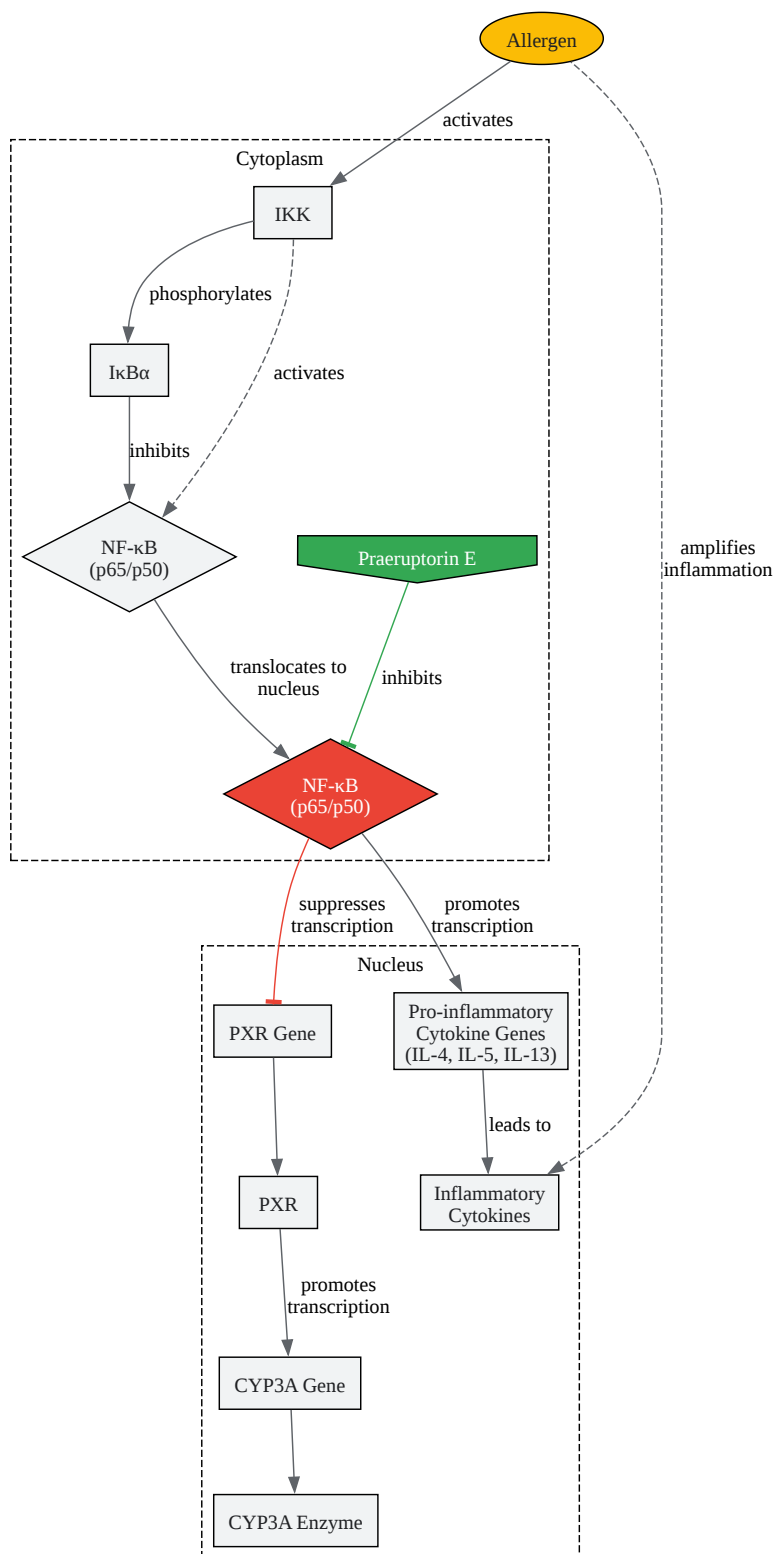 Allergen
activates
Cytoplasm
IKK
phosphorylates
IκBα
activates
inhibits
NF-κB
(p65/p50)
Praeruptorin E
amplifies
inflammation
translocates to
nucleus
inhibits
NF-κB
(p65/p50)
suppresses
transcription
promotes
transcription
Nucleus
PXR Gene
Pro-inflammatory
Cytokine Genes
(IL-4, IL-5, IL-13)
leads to
PXR
Inflammatory
Cytokines
promotes
transcription
CYP3A Gene
CYP3A Enzyme